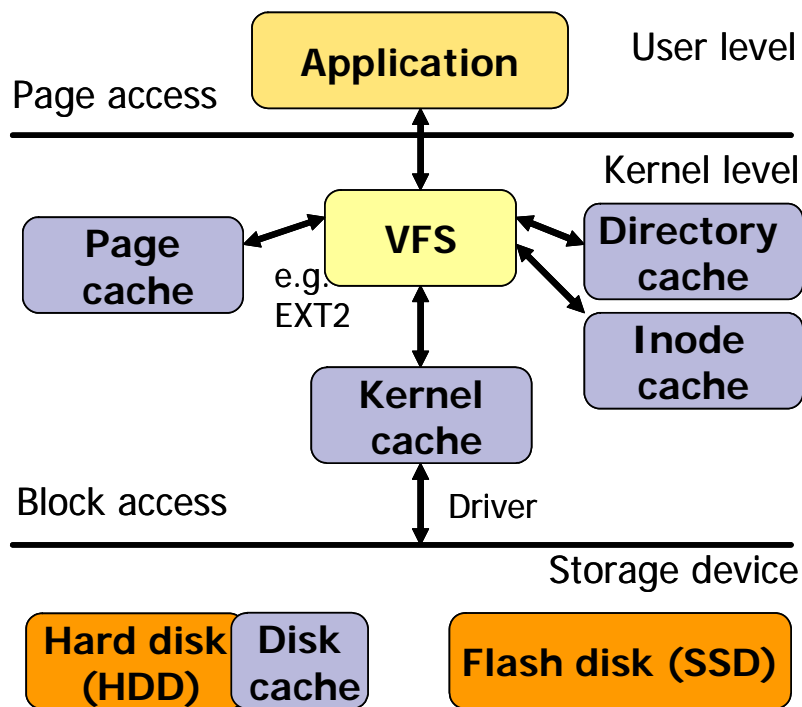 Application
User level
Page access
Kernel level
Page
cache
VFS
Directory
cache
e.g.
EXT2
Inode
cache
Kernel
cache
Block access
Driver
Storage device
Hard disk
(HDD)
Disk
cache
Flash disk (SSD)